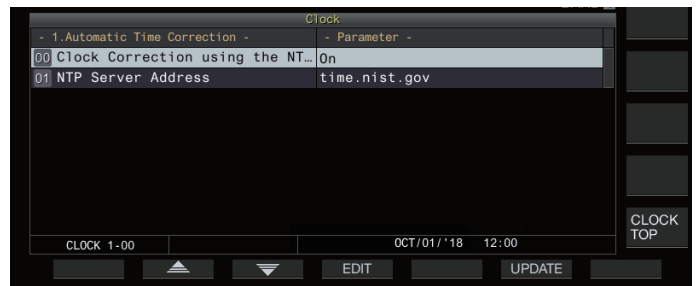 Clock
- 1.Automatic Time Correction - - Parameter -
00 Clock Correction using the NT… On
01 NTP Server Address time.nist.gov
CLOCK TOP
CLOCK 1-00 OCT/01/'18 12:00
EDIT UPDATE